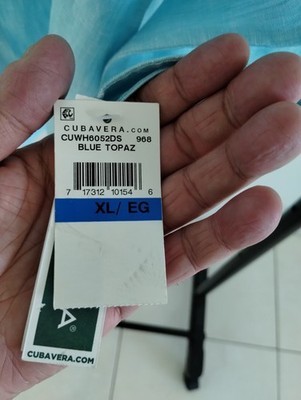 CUBAVERA.COM
CUWH6052DS 968
BLUE TOPAZ
7 17312 10154 6
XL/ EG
CUBAVERA.COM